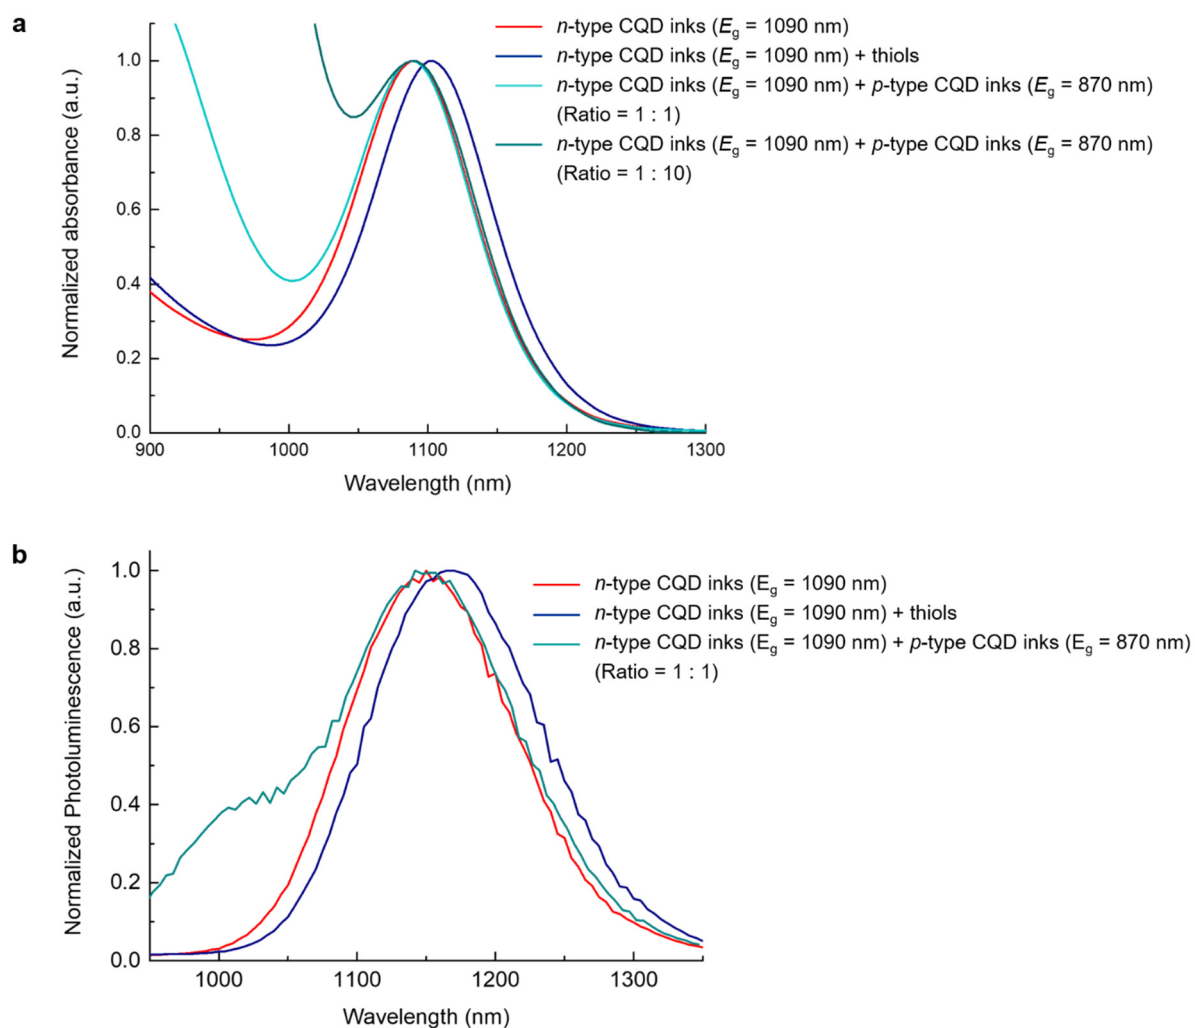 a
n-type CQD inks (Eg = 1090 nm)
n-type CQD inks (Eg = 1090 nm) + thiols
n-type CQD inks (Eg = 1090 nm) + p-type CQD inks (Eg = 870 nm)
(Ratio = 1 : 1)
n-type CQD inks (Eg = 1090 nm) + p-type CQD inks (Eg = 870 nm)
(Ratio = 1 : 10)
Normalized absorbance (a.u.)
1.0
0.8
0.6
0.4
0.2
0.0
900 1000 1100 1200 1300
Wavelength (nm)
b
n-type CQD inks (Eg = 1090 nm)
n-type CQD inks (Eg = 1090 nm) + thiols
n-type CQD inks (Eg = 1090 nm) + p-type CQD inks (Eg = 870 nm)
(Ratio = 1 : 1)
Normalized Photoluminescence (a.u.)
1.0
0.8
0.6
0.4
0.2
0.0
1000 1100 1200 1300
Wavelength (nm)